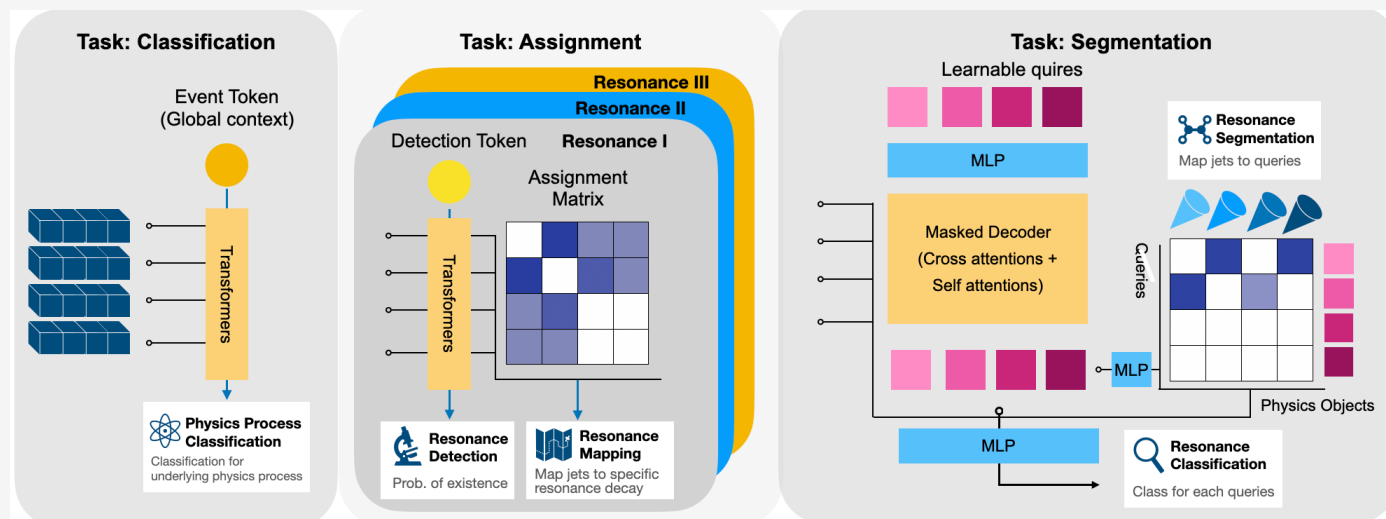 Task: Classification
Event Token
(Global context)
Transformers
Physics Process
Classification
Classification for
underlying physics process
Task: Assignment
Resonance III
Resonance II
Resonance I
Detection Token
Assignment
Matrix
Transformers
Resonance
Detection
Prob. of existence
Resonance
Mapping
Map jets to specific
resonance decay
Task: Segmentation
Learnable quires
MLP
Masked Decoder
(Cross attentions +
Self attentions)
Resonance
Segmentation
Map jets to queries
Queries
MLP
Physics Objects
MLP
Resonance
Classification
Class for each queries